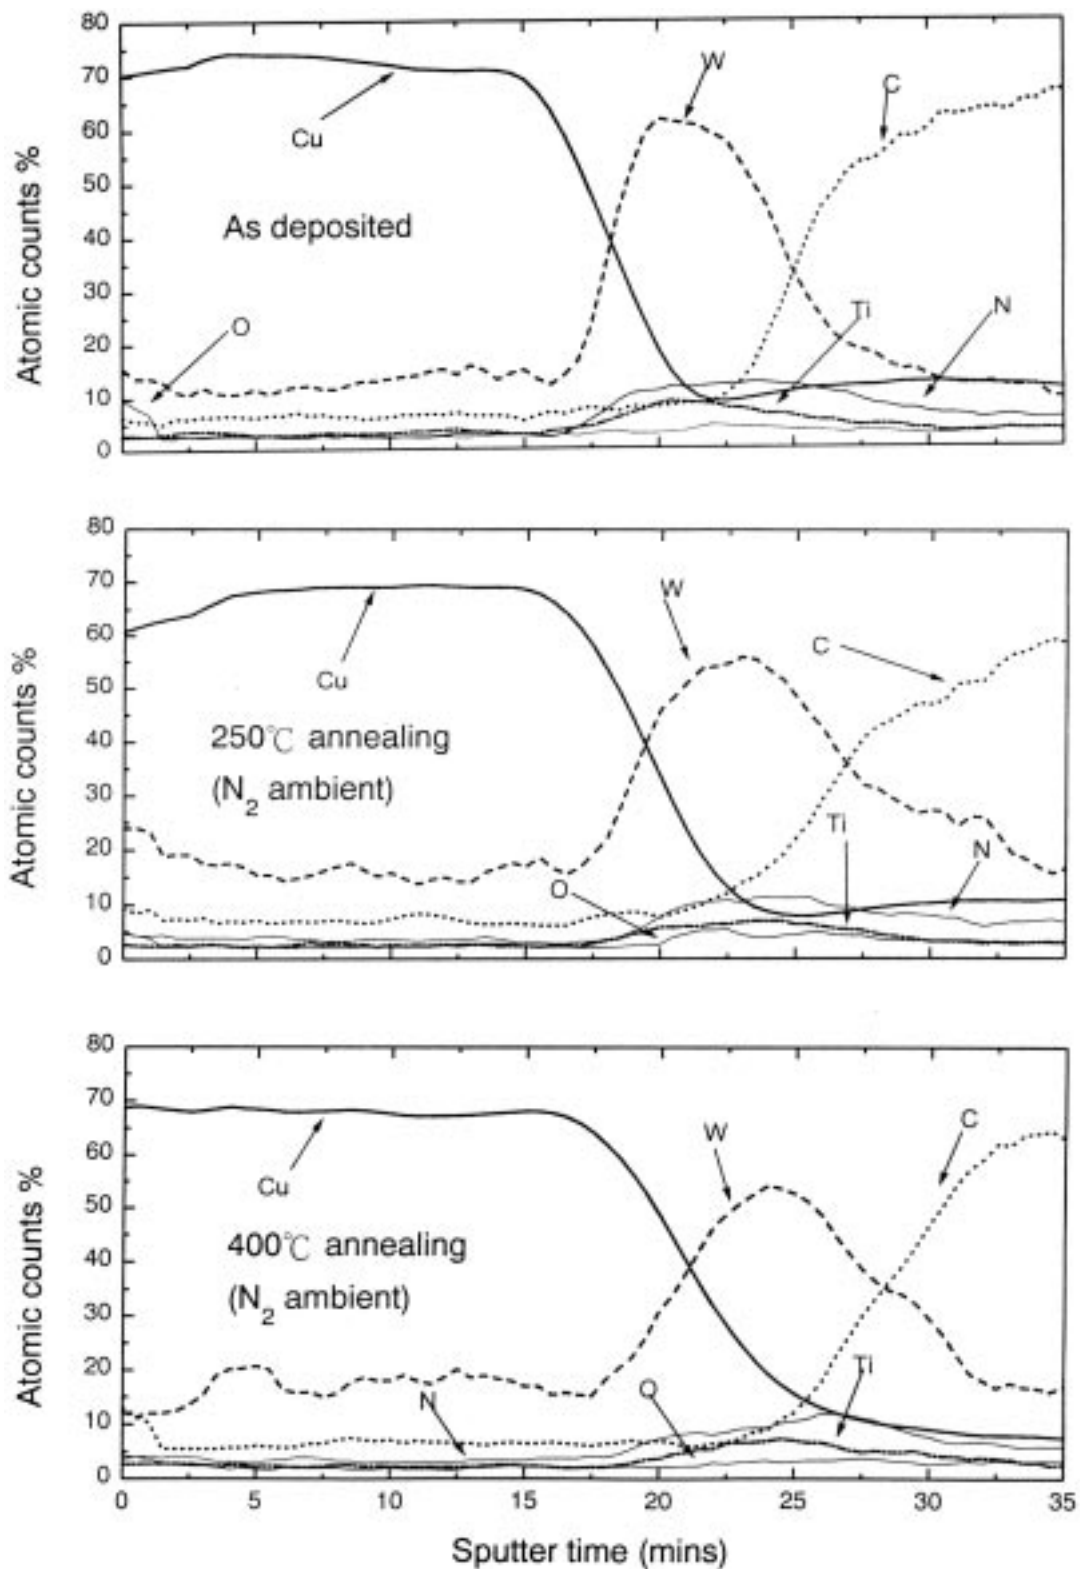 80
70
60
50
40
30
20
10
0
Atomic counts %
Cu
W
C
As deposited
O
Ti
N
80
70
60
50
40
30
20
10
0
Atomic counts %
Cu
W
C
250℃ annealing
(N₂ ambient)
O
Ti
N
80
70
60
50
40
30
20
10
0
Atomic counts %
Cu
W
C
400℃ annealing
(N₂ ambient)
N
O
Ti
0 5 10 15 20 25 30 35
Sputter time (mins)